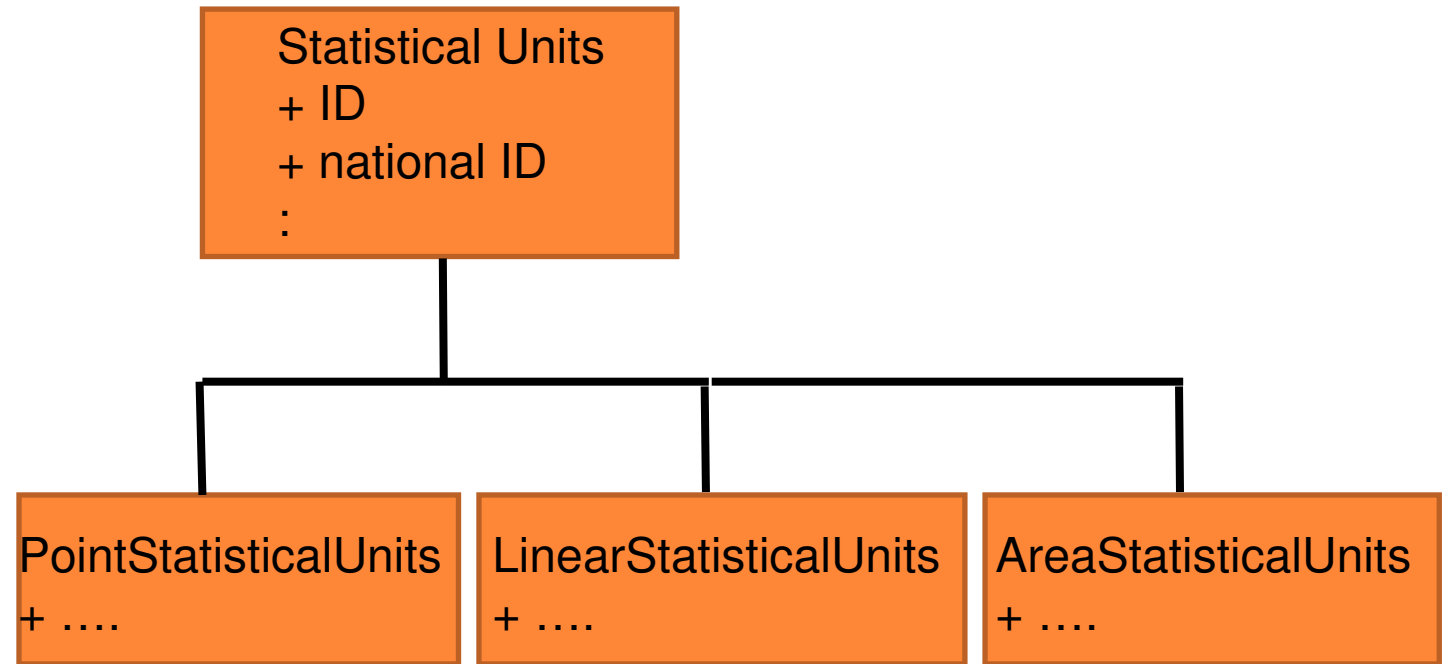 Statistical Units
+ ID
+ national ID
:
PointStatisticalUnits
+ ....
LinearStatisticalUnits
+ ....
AreaStatisticalUnits
+ ....